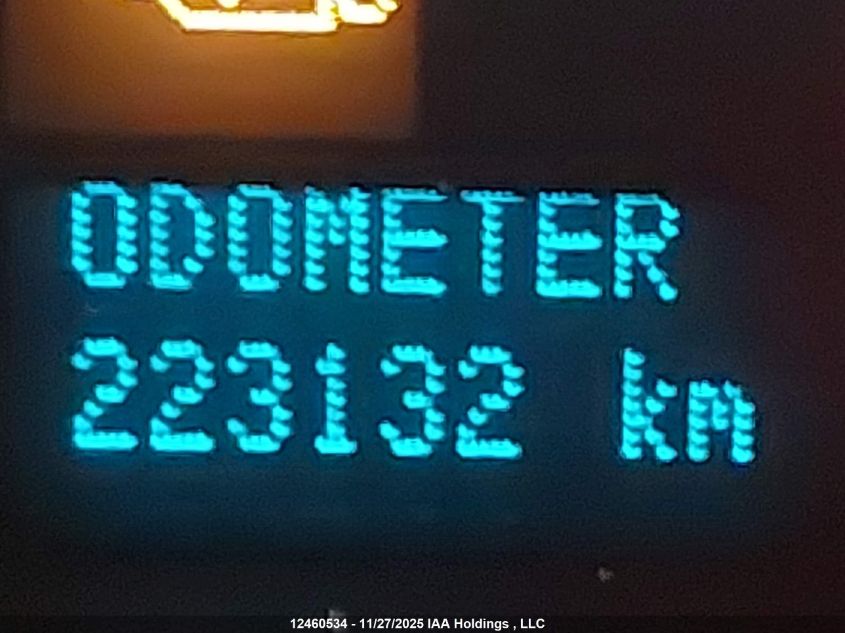 ODOMETER
223132 km
12460534 - 11/27/2025 IAA Holdings , LLC